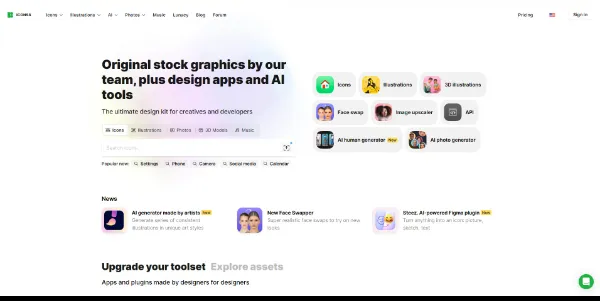 ICONS8
Icons
Illustrations
AI
Photos
Music
Lunacy
Blog
Forum
Pricing
Sign in
Original stock graphics by our
team, plus design apps and AI
tools
The ultimate design kit for creatives and developers
Icons
Illustrations
Photos
3D Models
Music
Search icons...
Popular now:
Settings
Phone
Camera
Social media
Calendar
Icons
Illustrations
3D illustrations
Face swap
Image upscaler
API
AI human generator New
AI photo generator
News
AI generator made by artists New
Generate series of consistent
illustrations in unique art styles
New Face Swapper
Super realistic face swaps to try on new
looks
Steez. AI-powered Figma plugin New
Turn anything into an icon, picture,
sketch, text
Upgrade your toolset Explore assets
Apps and plugins made by designers for designers